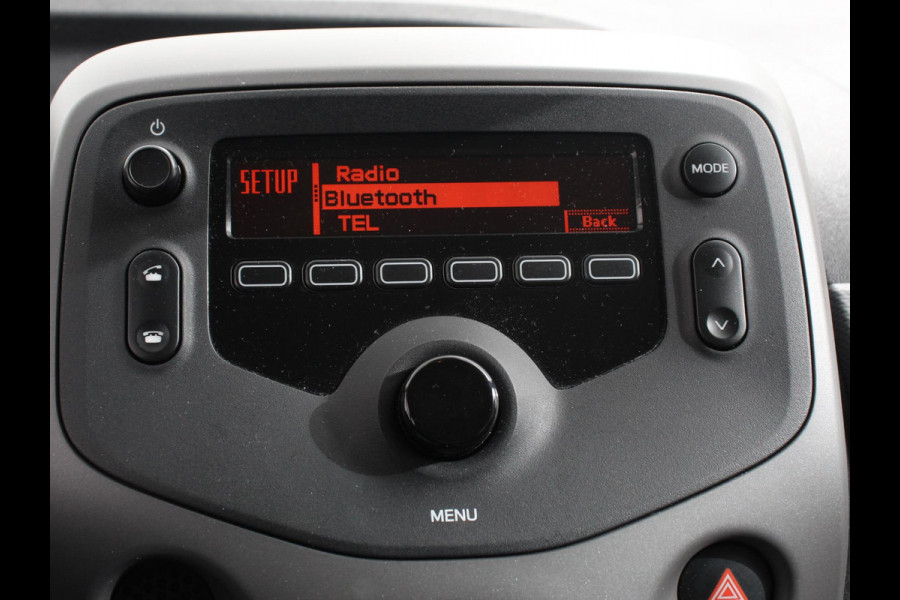 SETUP
Radio
Bluetooth
TEL
Back
MODE
MENU